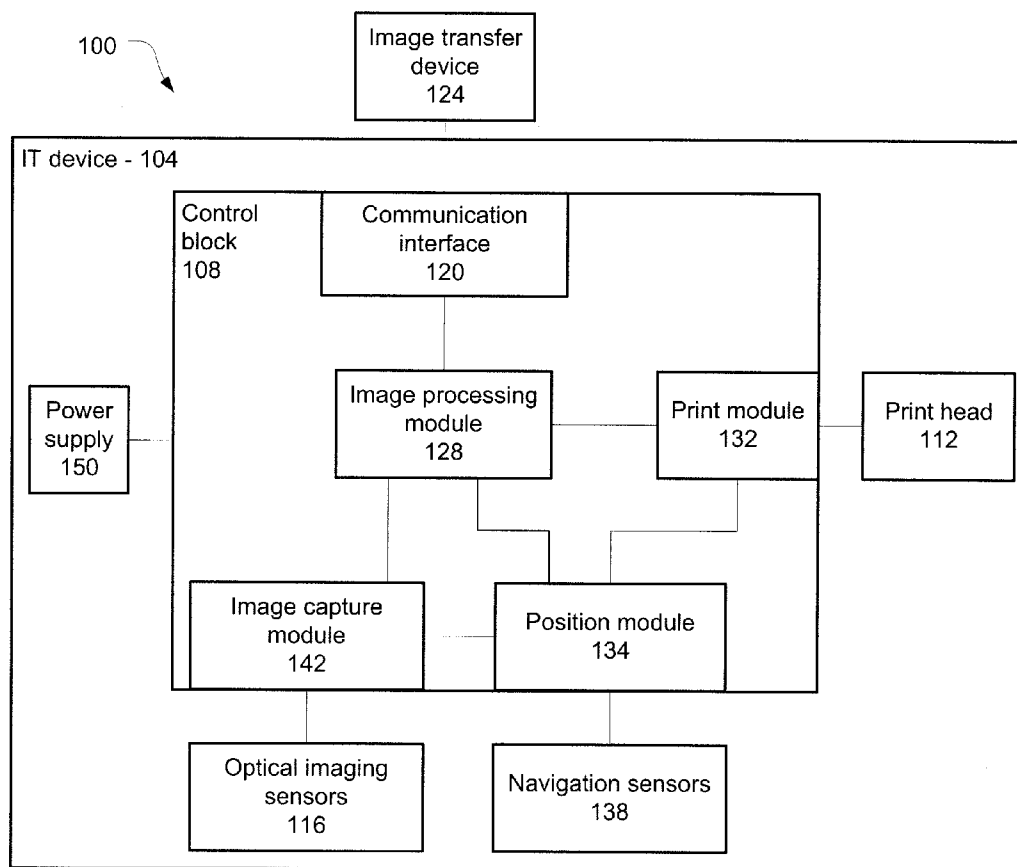 100
Image transfer
device
124
IT device - 104
Control
block
108
Communication
interface
120
Power
supply
150
Image processing
module
128
Print module
132
Print head
112
Image capture
module
142
Position module
134
Optical imaging
sensors
116
Navigation sensors
138